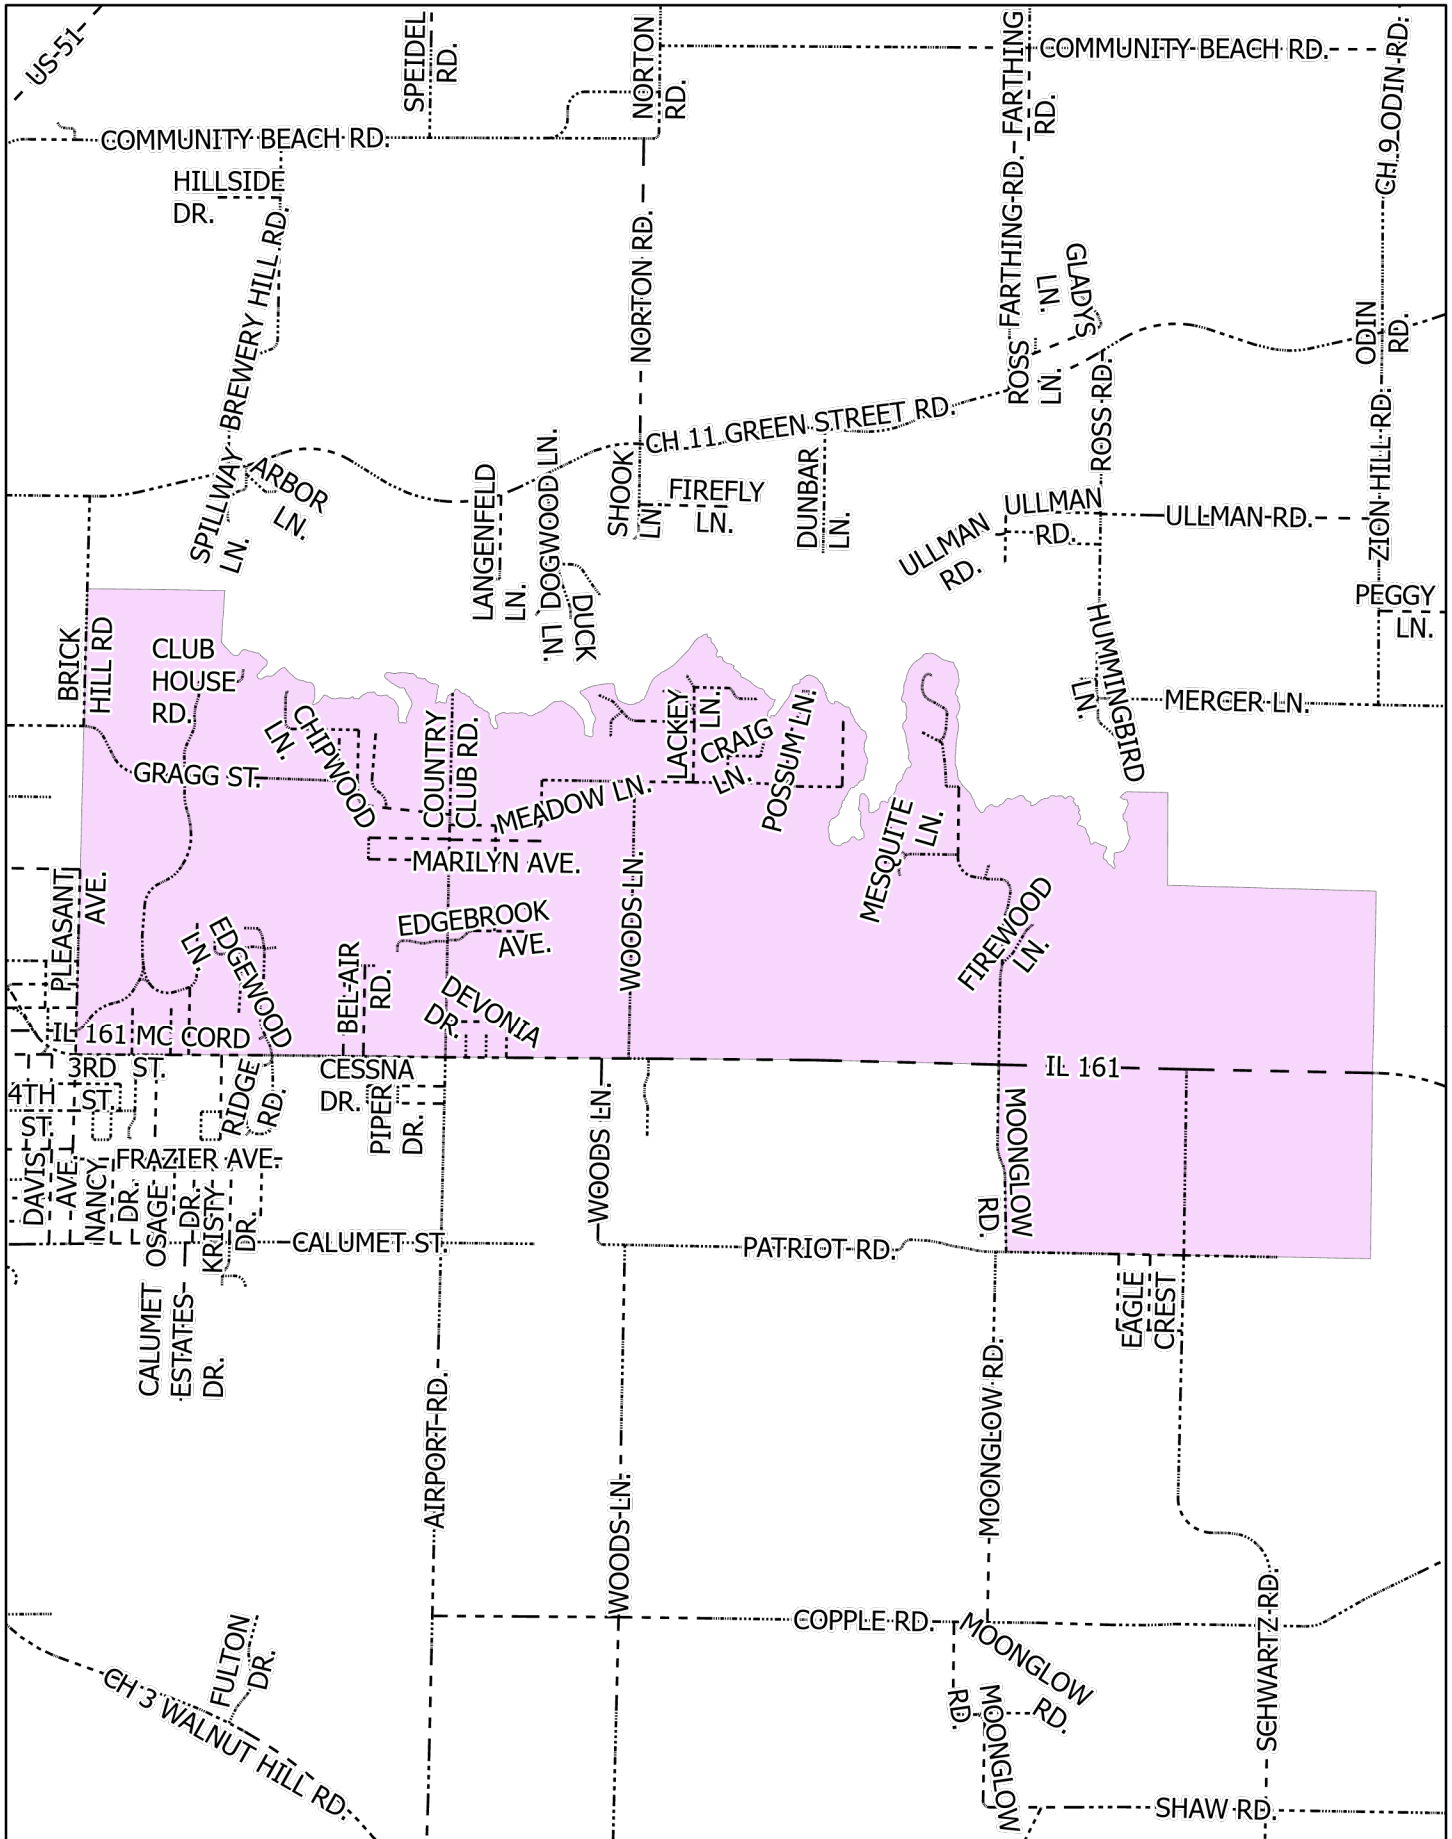 US-51
SPEIDEL
RD.
NORTON
RD.
FARTHING
RD.
COMMUNITY BEACH RD.
CH 9 ODIN RD.
COMMUNITY BEACH RD.
HILLSIDE
DR.
BREWERY HILL RD.
NORTON RD.
FARTHING RD.
GLADYS
LN.
ROSS
LN.
ODIN
RD.
CH 11 GREEN STREET RD.
ROSS RD.
ZION HILL RD.
SPILLWAY
LN.
ARBOR
LN.
LANGENFELD
LN.
DOGWOOD LN.
SHOOK
LN
FIREFLY
LN.
DUNBAR
LN.
ULLMAN
RD.
ULLMAN
RD.
ULLMAN RD.
DUCK
LN.
PEGGY
LN.
BRICK
HILL RD
CLUB
HOUSE
RD.
HUMMINGBIRD
LN.
MERCER LN.
CHIPWOOD
LN.
COUNTRY
CLUB RD.
LACKEY
LN.
CRAIG
LN.
POSSUM LN.
GRAGG ST.
MEADOW LN.
MARILYN AVE.
MESQUITE
LN.
WOODS LN.
PLEASANT
AVE.
EDGEWOOD
LN.
EDGEBROOK
AVE.
FIREWOOD
LN.
BEL-AIR
RD.
DEVONIA
DR.
IL 161
MC CORD
ST.
3RD
ST.
4TH
ST.
RIDGE
RD.
CESSNA
DR.
PIPER
DR.
IL 161
WOODS LN.
MOONGLOW
RD.
FRAZIER AVE.
DAVIS
AVE.
NANCY
DR.
OSAGE
DR.
KRISTY
DR.
CALUMET ST.
PATRIOT RD.
CALUMET
ESTATES
DR.
EAGLE
CREST
AIRPORT RD.
WOODS LN.
MOONGLOW RD.
SCHWARTZ RD.
COPPLE RD.
FULTON
DR.
CH 3 WALNUT HILL RD.
MOONGLOW
RD.
MOONGLOW
RD.
SHAW RD.